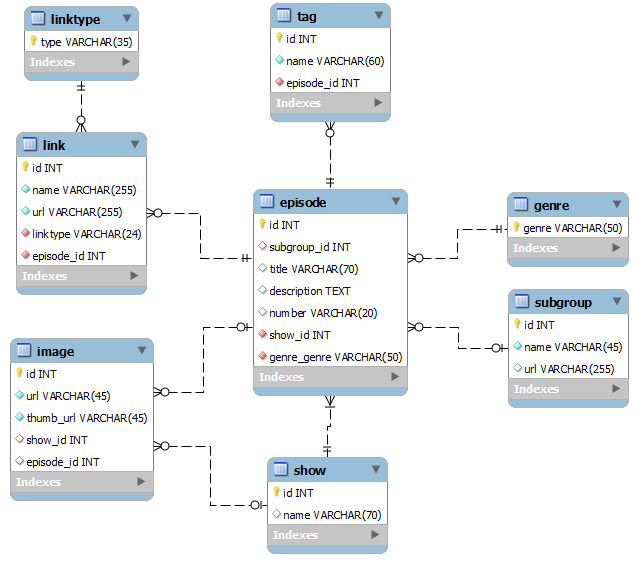 linktype
type VARCHAR(35)
Indexes
tag
id INT
name VARCHAR(60)
episode_id INT
Indexes
link
id INT
name VARCHAR(255)
url VARCHAR(255)
linktype VARCHAR(24)
episode_id INT
Indexes
episode
id INT
subgroup_id INT
title VARCHAR(70)
description TEXT
number VARCHAR(20)
show_id INT
genre_genre VARCHAR(50)
Indexes
genre
genre VARCHAR(50)
Indexes
subgroup
id INT
name VARCHAR(45)
url VARCHAR(255)
Indexes
image
id INT
url VARCHAR(45)
thumb_url VARCHAR(45)
show_id INT
episode_id INT
Indexes
show
id INT
name VARCHAR(70)
Indexes